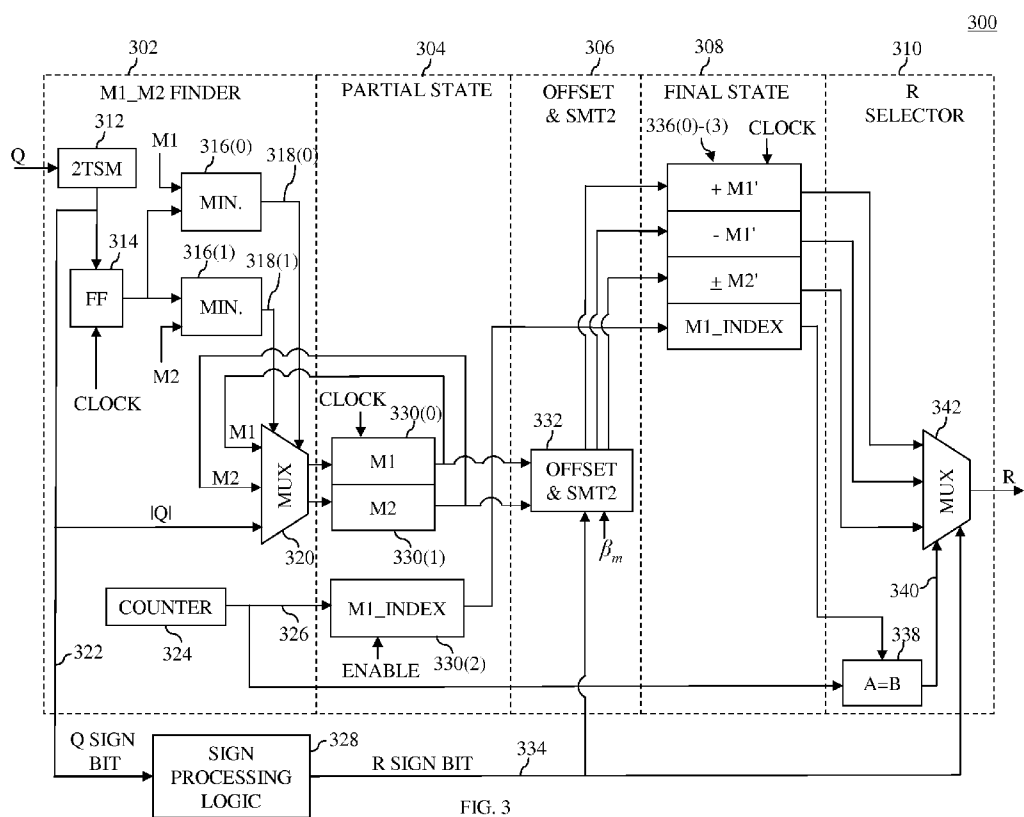 300
302
304
306
308
310
M1_M2 FINDER
PARTIAL STATE
OFFSET
& SMT2
FINAL STATE
R
SELECTOR
312
Q
2TSM
M1
316(0)
318(0)
MIN.
336(0)-(3)
CLOCK
+ M1'
- M1'
± M2'
M1_INDEX
314
FF
316(1)
318(1)
MIN.
M2
CLOCK
CLOCK
330(0)
M1
M2
|Q|
MUX
320
M1
M2
330(1)
332
OFFSET
& SMT2
βm
342
MUX
R
COUNTER
324
326
M1_INDEX
330(2)
ENABLE
340
338
A=B
322
Q SIGN
BIT
328
SIGN
PROCESSING
LOGIC
R SIGN BIT
334
FIG. 3